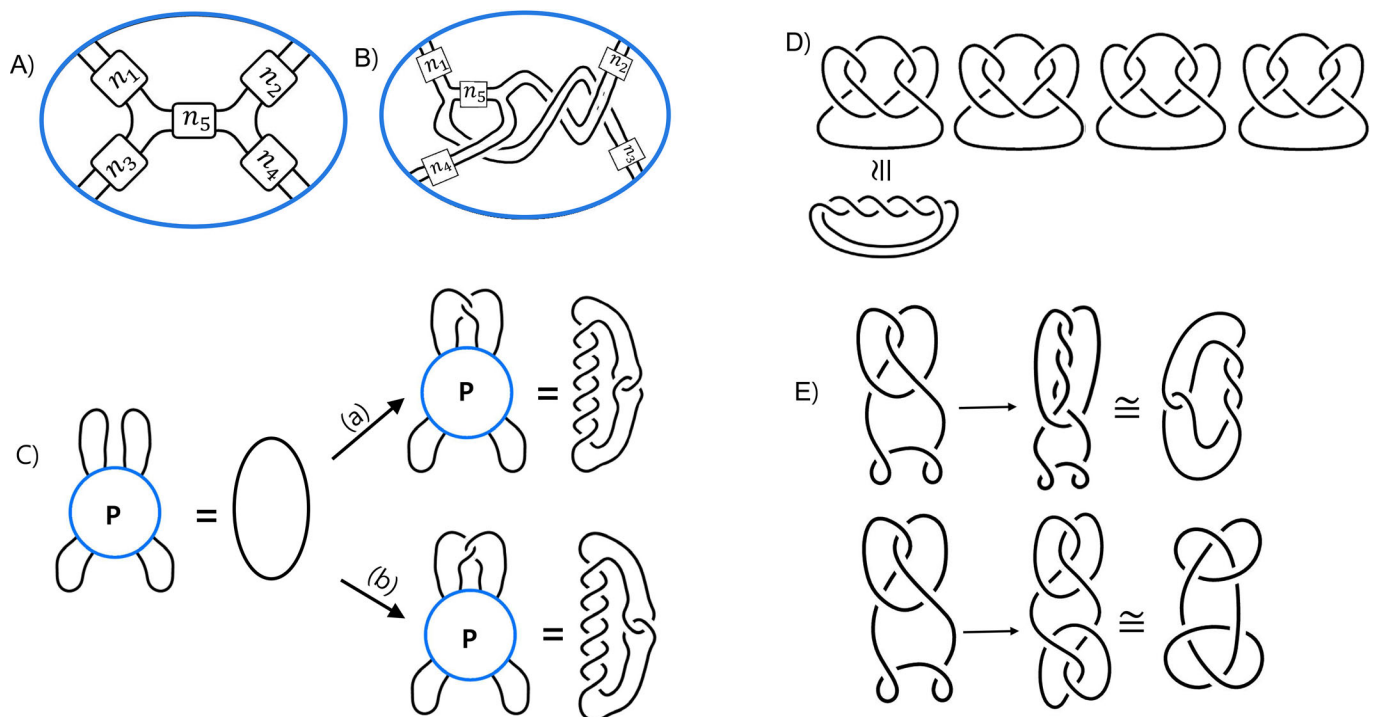 A)
n₁
n₂
n₅
n₃
n₄
B)
n₁
n₂
n₅
n₄
n₃
C)
P
=
(a)
P
=
(b)
P
=
D)
≅
E)
≅
≅